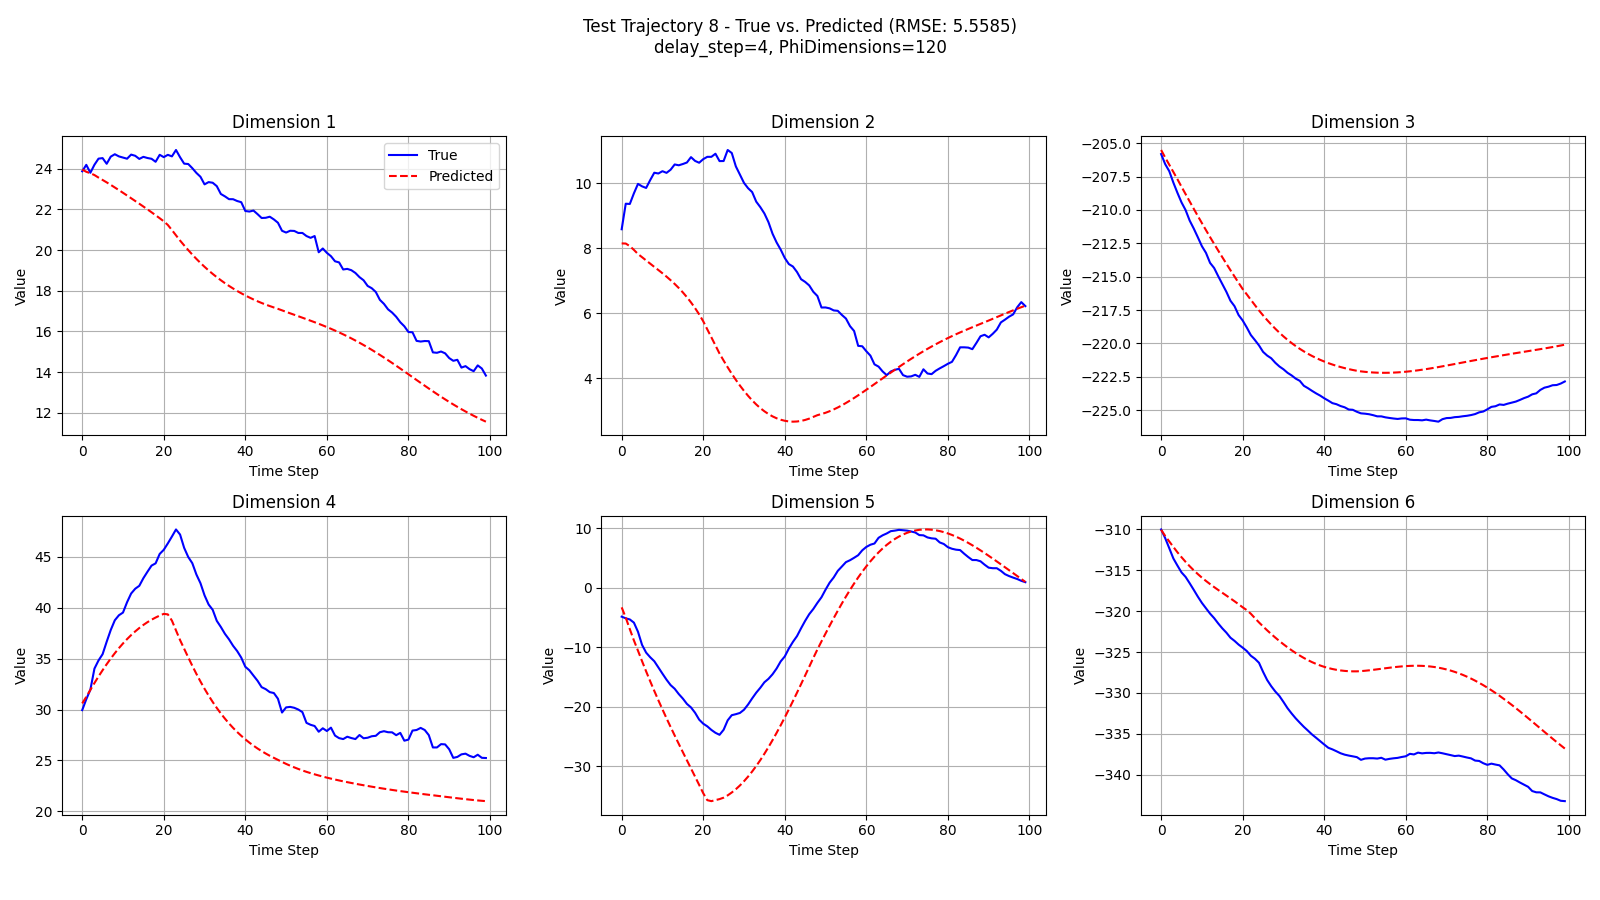 Test Trajectory 8 - True vs. Predicted (RMSE: 5.5585)
delay_step=4, PhiDimensions=120
Dimension 1
24
22
20
18
16
14
12
Value
0 20 40 60 80 100
Time Step
True
Predicted
Dimension 2
10
8
6
4
Value
0 20 40 60 80 100
Time Step
Dimension 3
−205.0
−207.5
−210.0
−212.5
−215.0
−217.5
−220.0
−222.5
−225.0
Value
0 20 40 60 80 100
Time Step
Dimension 4
45
40
35
30
25
20
Value
0 20 40 60 80 100
Time Step
Dimension 5
10
0
−10
−20
−30
Value
0 20 40 60 80 100
Time Step
Dimension 6
−310
−315
−320
−325
−330
−335
−340
Value
0 20 40 60 80 100
Time Step